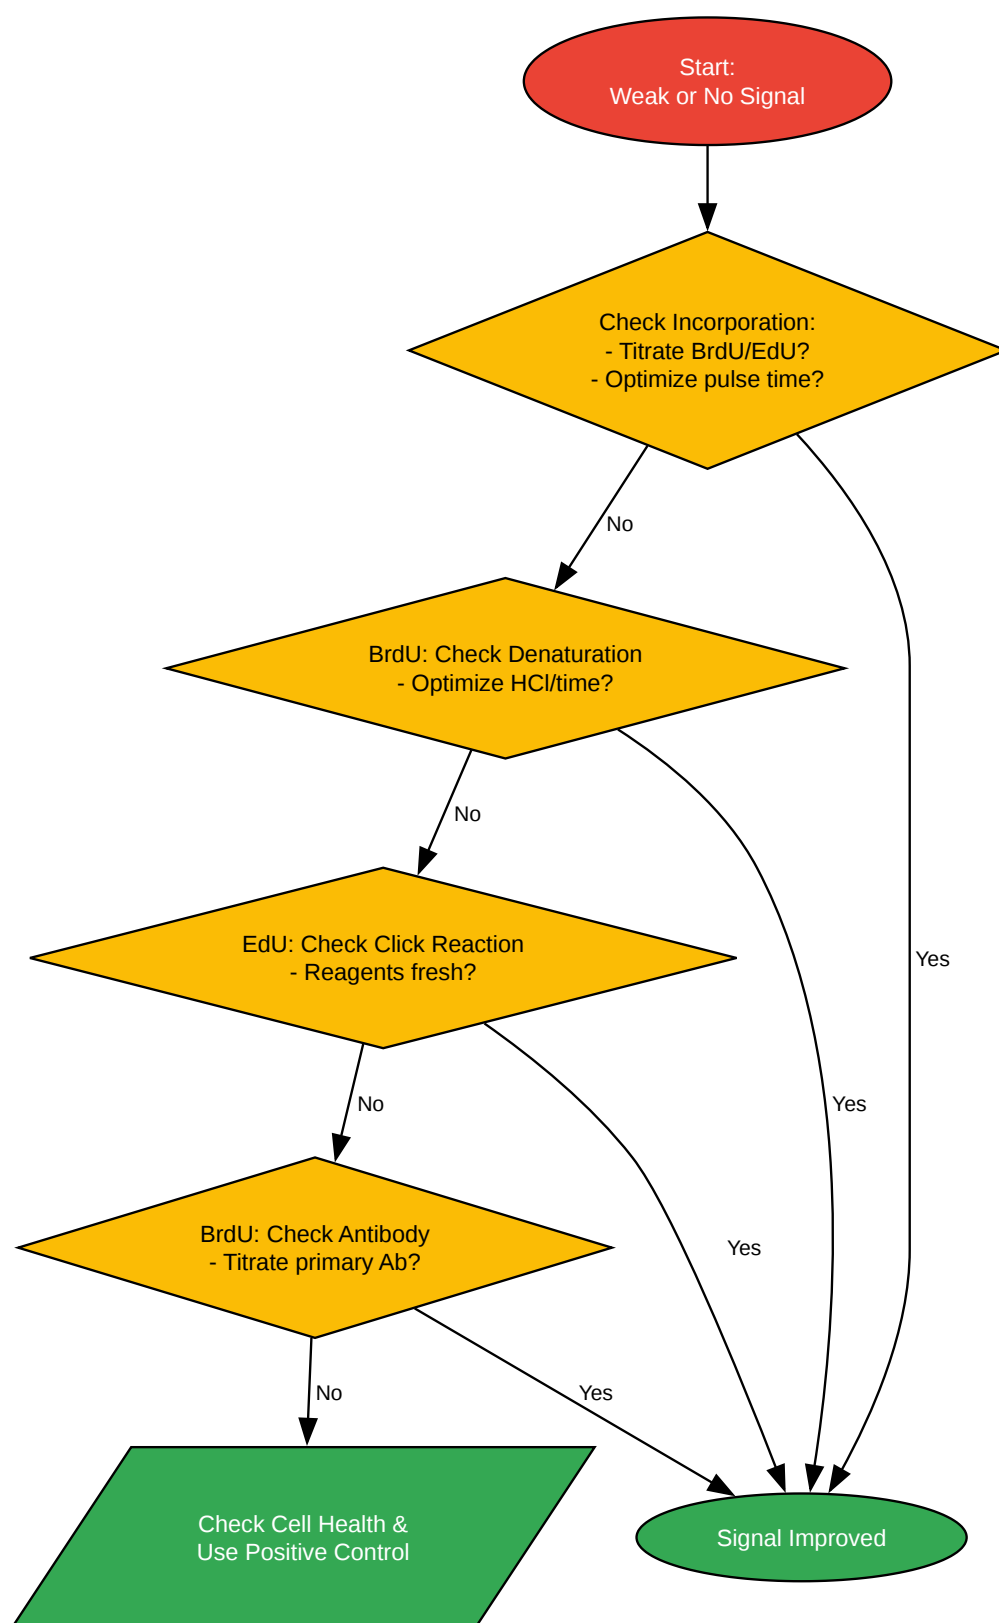 Start:
Weak or No Signal
Check Incorporation:
- Titrate BrdU/EdU?
- Optimize pulse time?
No
BrdU: Check Denaturation
- Optimize HCl/time?
No
EdU: Check Click Reaction
- Reagents fresh?
Yes
No
Yes
BrdU: Check Antibody
- Titrate primary Ab?
Yes
No
Yes
Check Cell Health &
Use Positive Control
Signal Improved